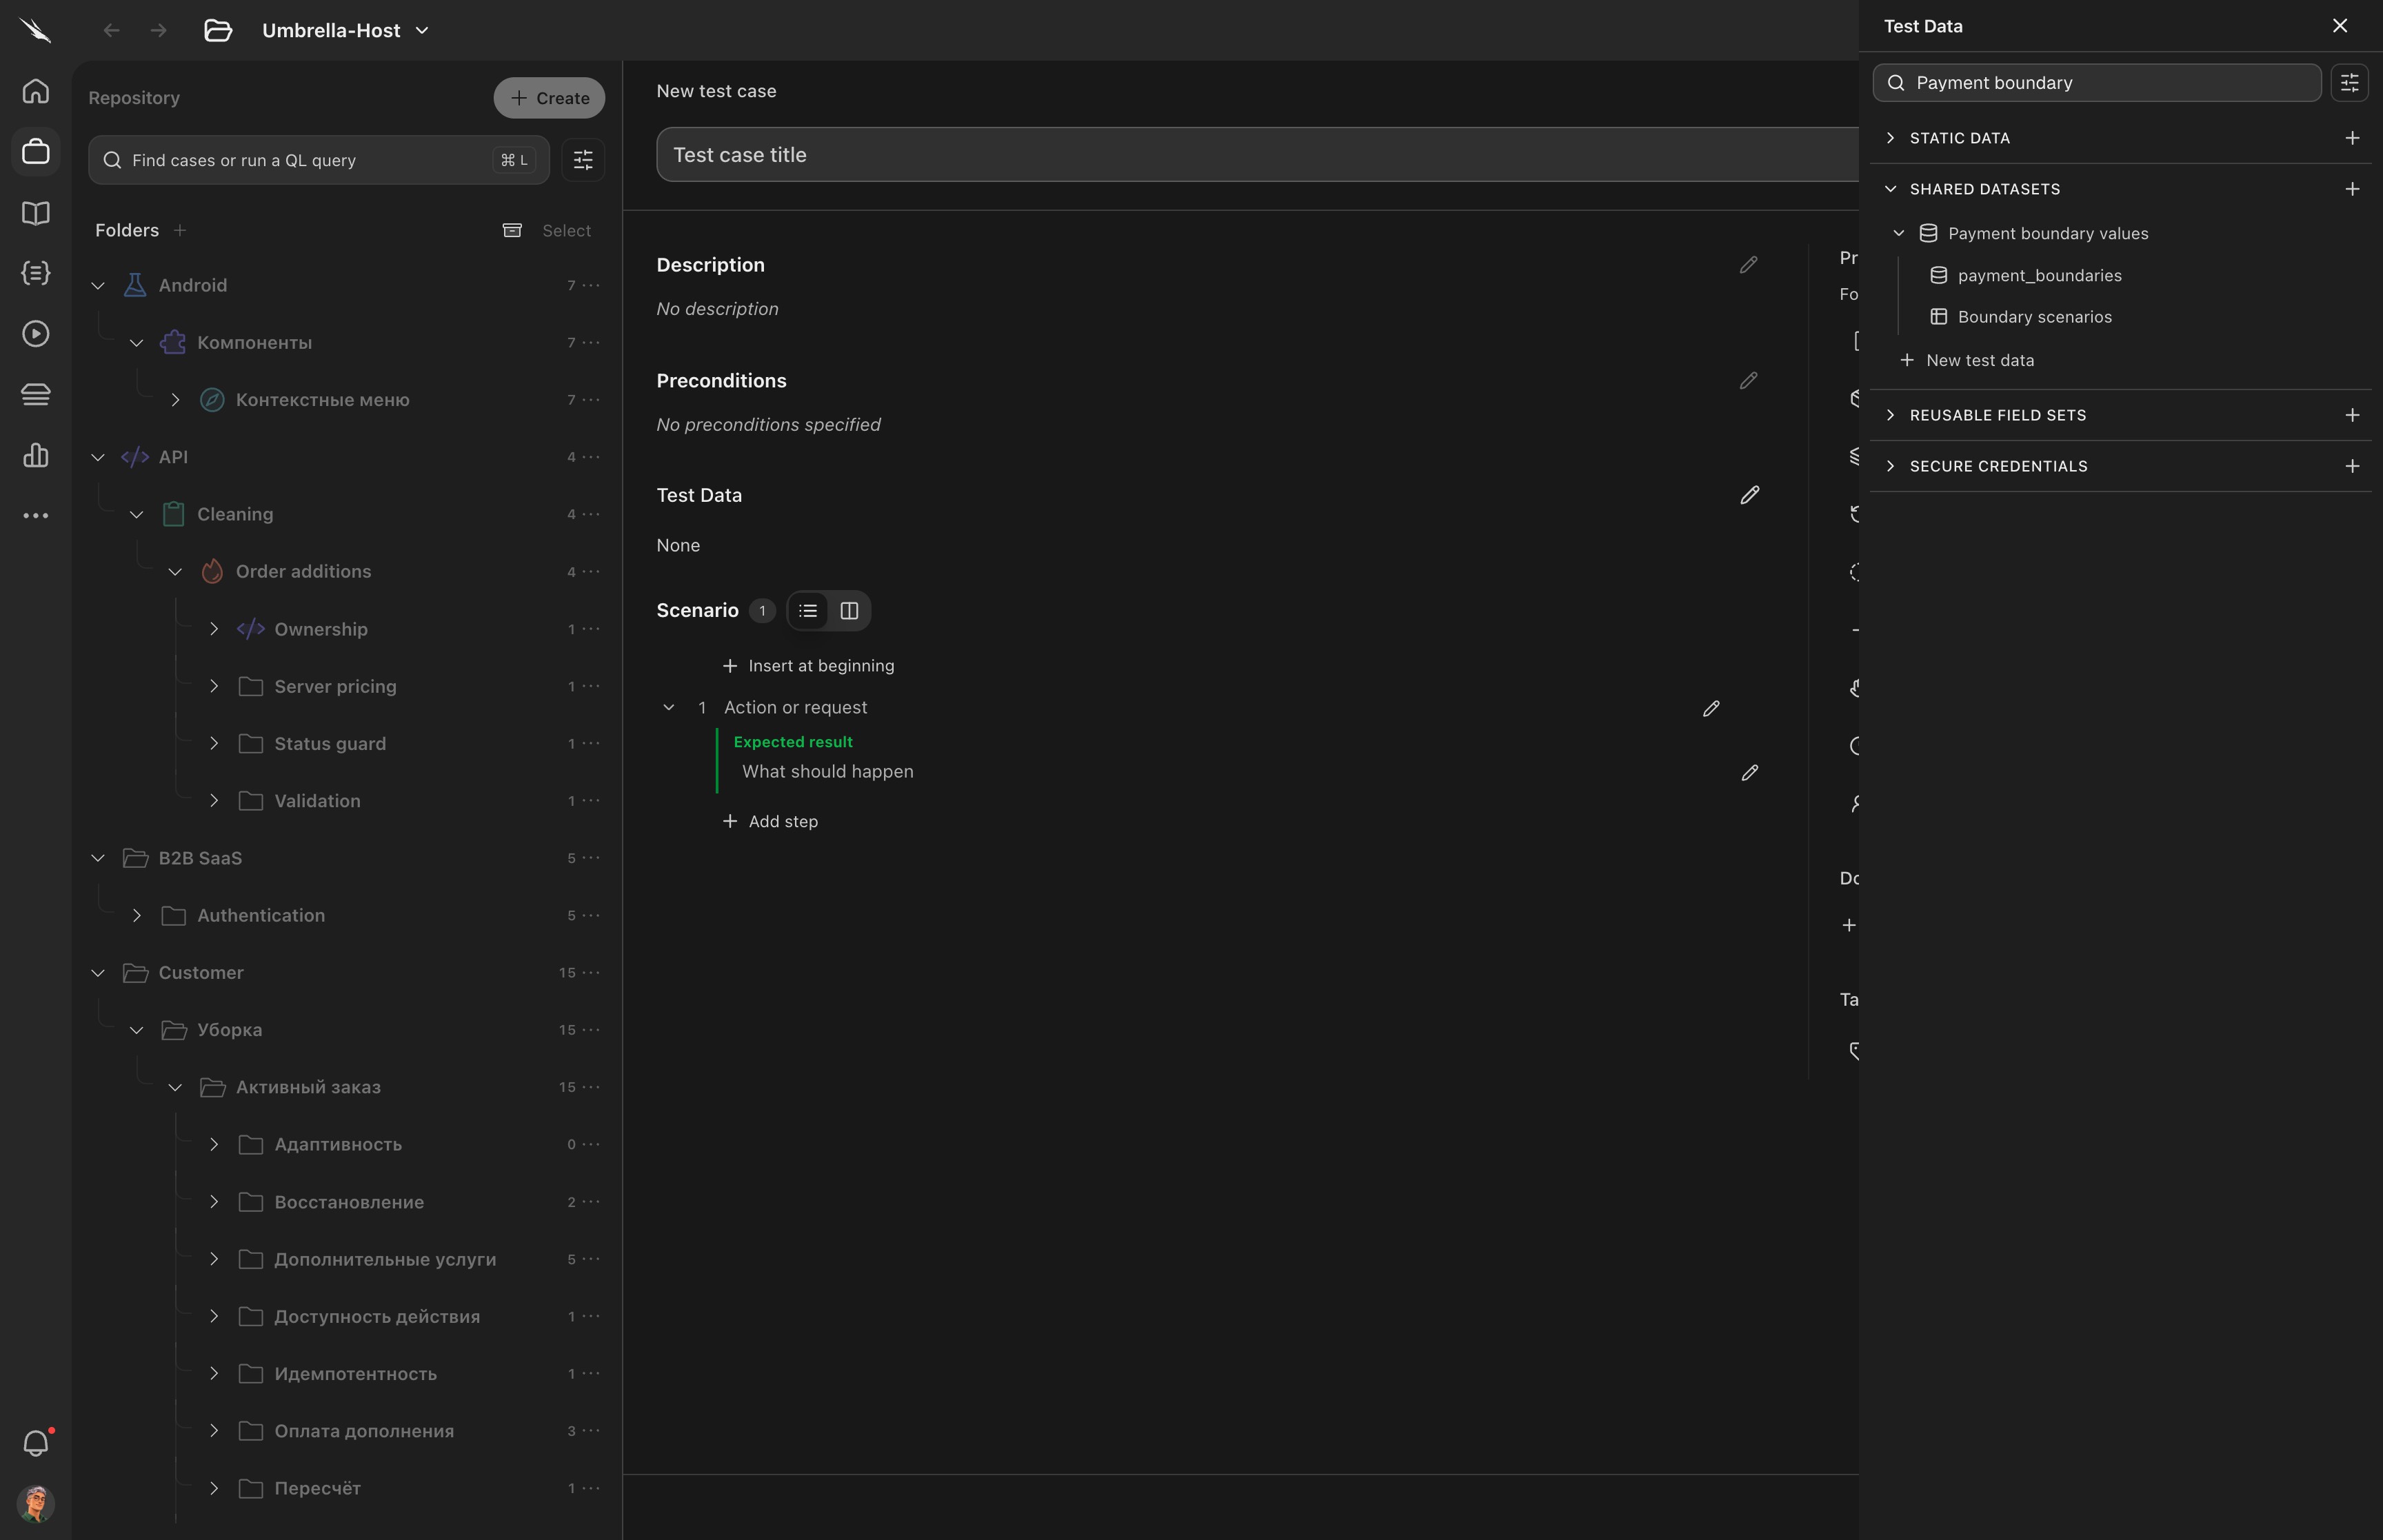 Umbrella-Host
Repository
Create
Find cases or run a QL query
⌘ L
Folders
Select
Android
7
Компоненты
7
Контекстные меню
7
API
4
Cleaning
4
Order additions
4
Ownership
1
Server pricing
1
Status guard
1
Validation
1
B2B SaaS
5
Authentication
5
Customer
15
Уборка
15
Активный заказ
15
Адаптивность
0
Восстановление
2
Дополнительные услуги
5
Доступность действия
1
Идемпотентность
1
Оплата дополнения
3
Пересчёт
1
New test case
Test case title
Description
No description
Preconditions
No preconditions specified
Test Data
None
Scenario 1
Insert at beginning
1 Action or request
Expected result
What should happen
Add step
Pr
Fo
Do
Ta
Test Data
Payment boundary
STATIC DATA
SHARED DATASETS
Payment boundary values
payment_boundaries
Boundary scenarios
New test data
REUSABLE FIELD SETS
SECURE CREDENTIALS